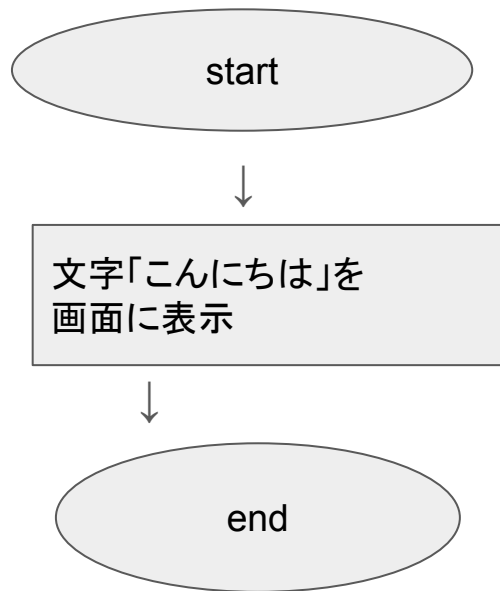 start
↓
文字｢こんにちは｣を
画面に表示
↓
end